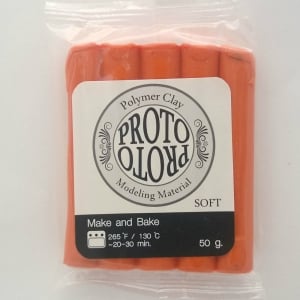 Polymer Clay
PROTO
PROTO
Modeling Material
SOFT
Make and Bake
265°F / 130 °C
~20-30 min.
50 g.